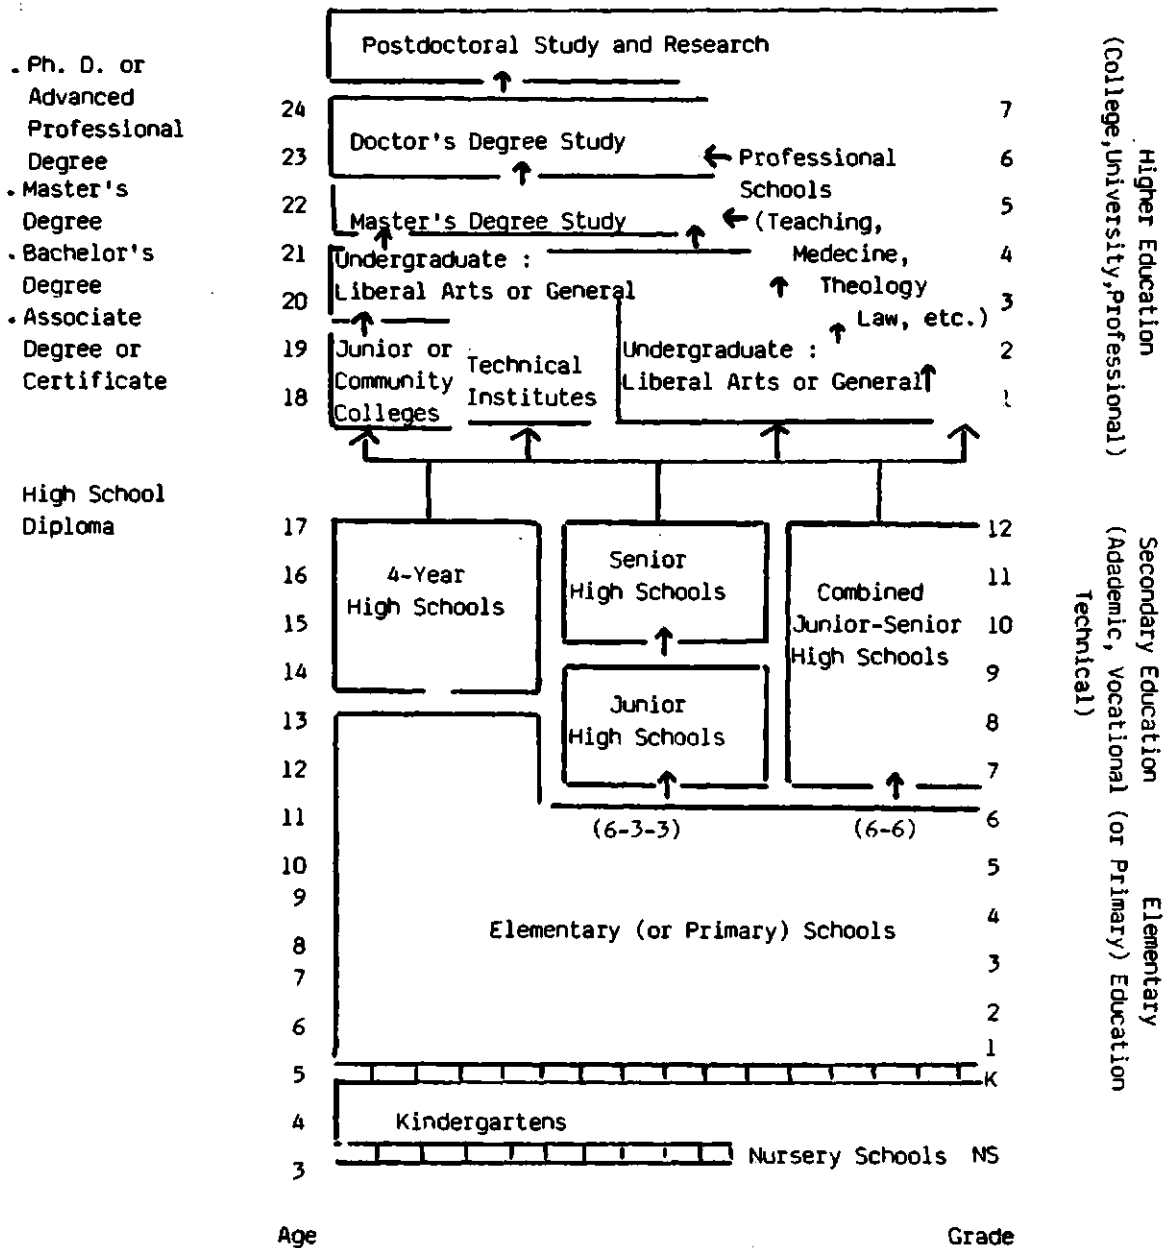 Postdoctoral Study and Research
. Ph. D. or
Advanced
Professional
Degree
. Master's
Degree
. Bachelor's
Degree
. Associate
Degree or
Certificate
High School
Diploma
24
23
22
21
20
19
18
17
16
15
14
13
12
11
10
9
8
7
6
5
4
3
Age
Doctor's Degree Study
Master's Degree Study
Professional
Schools
(Teaching,
Medecine,
Theology
Law, etc.)
Undergraduate :
Liberal Arts or General
Junior or
Community
Colleges
Technical
Institutes
Undergraduate :
Liberal Arts or General
4-Year
High Schools
Senior
High Schools
Junior
High Schools
Combined
Junior-Senior
High Schools
(6-3-3)
(6-6)
Elementary (or Primary) Schools
Kindergartens
Nursery Schools
7
6
5
4
3
2
1
12
11
10
9
8
7
6
5
4
3
2
1
K
NS
Grade
Higher Education
(College,University,Professional)
Secondary Education
(Adademic, Vocational
Technical)
Elementary
(or Primary) Education